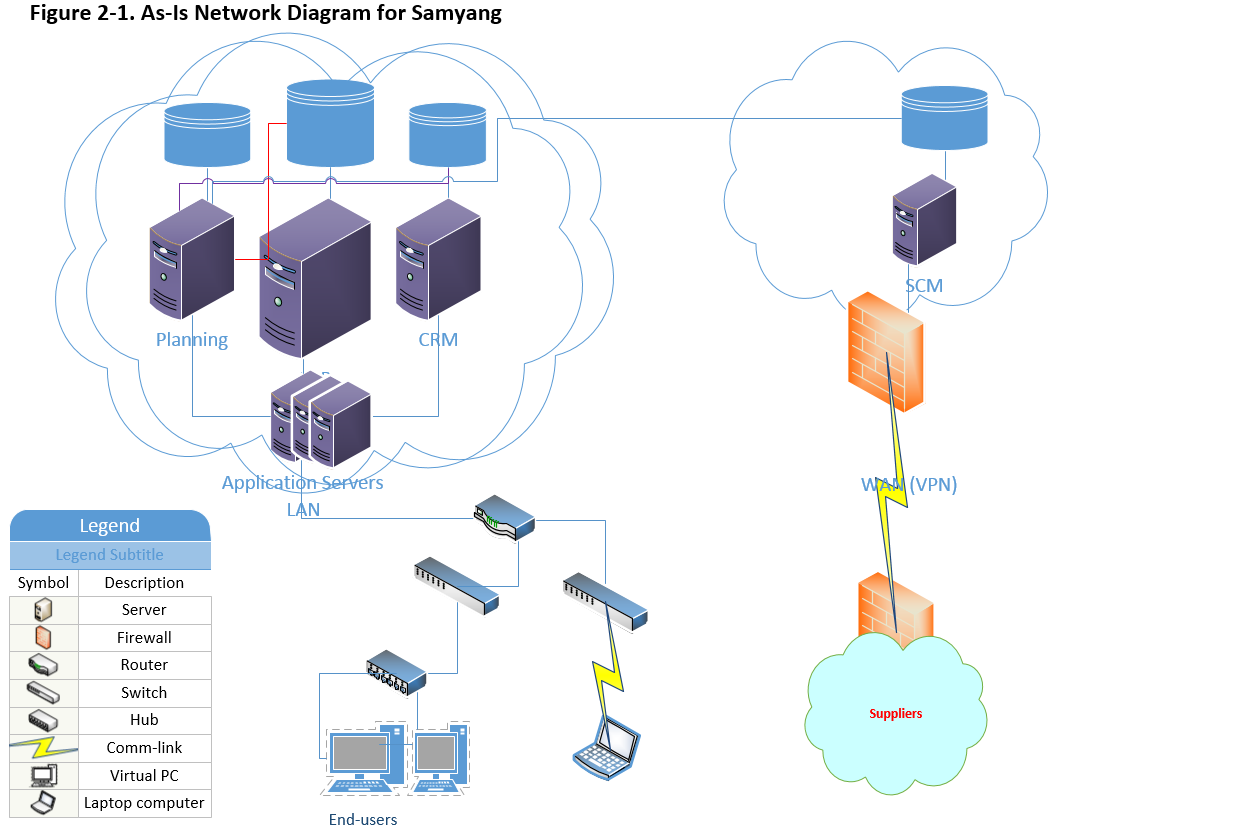 Figure 2-1. As-Is Network Diagram for Samyang
SCM
Planning
CRM
Application Servers
LAN
WAN (VPN)
Legend
Legend Subtitle
Symbol Description
Server
Firewall
Router
Switch
Hub
Comm-link
Virtual PC
Laptop computer
Suppliers
End-users